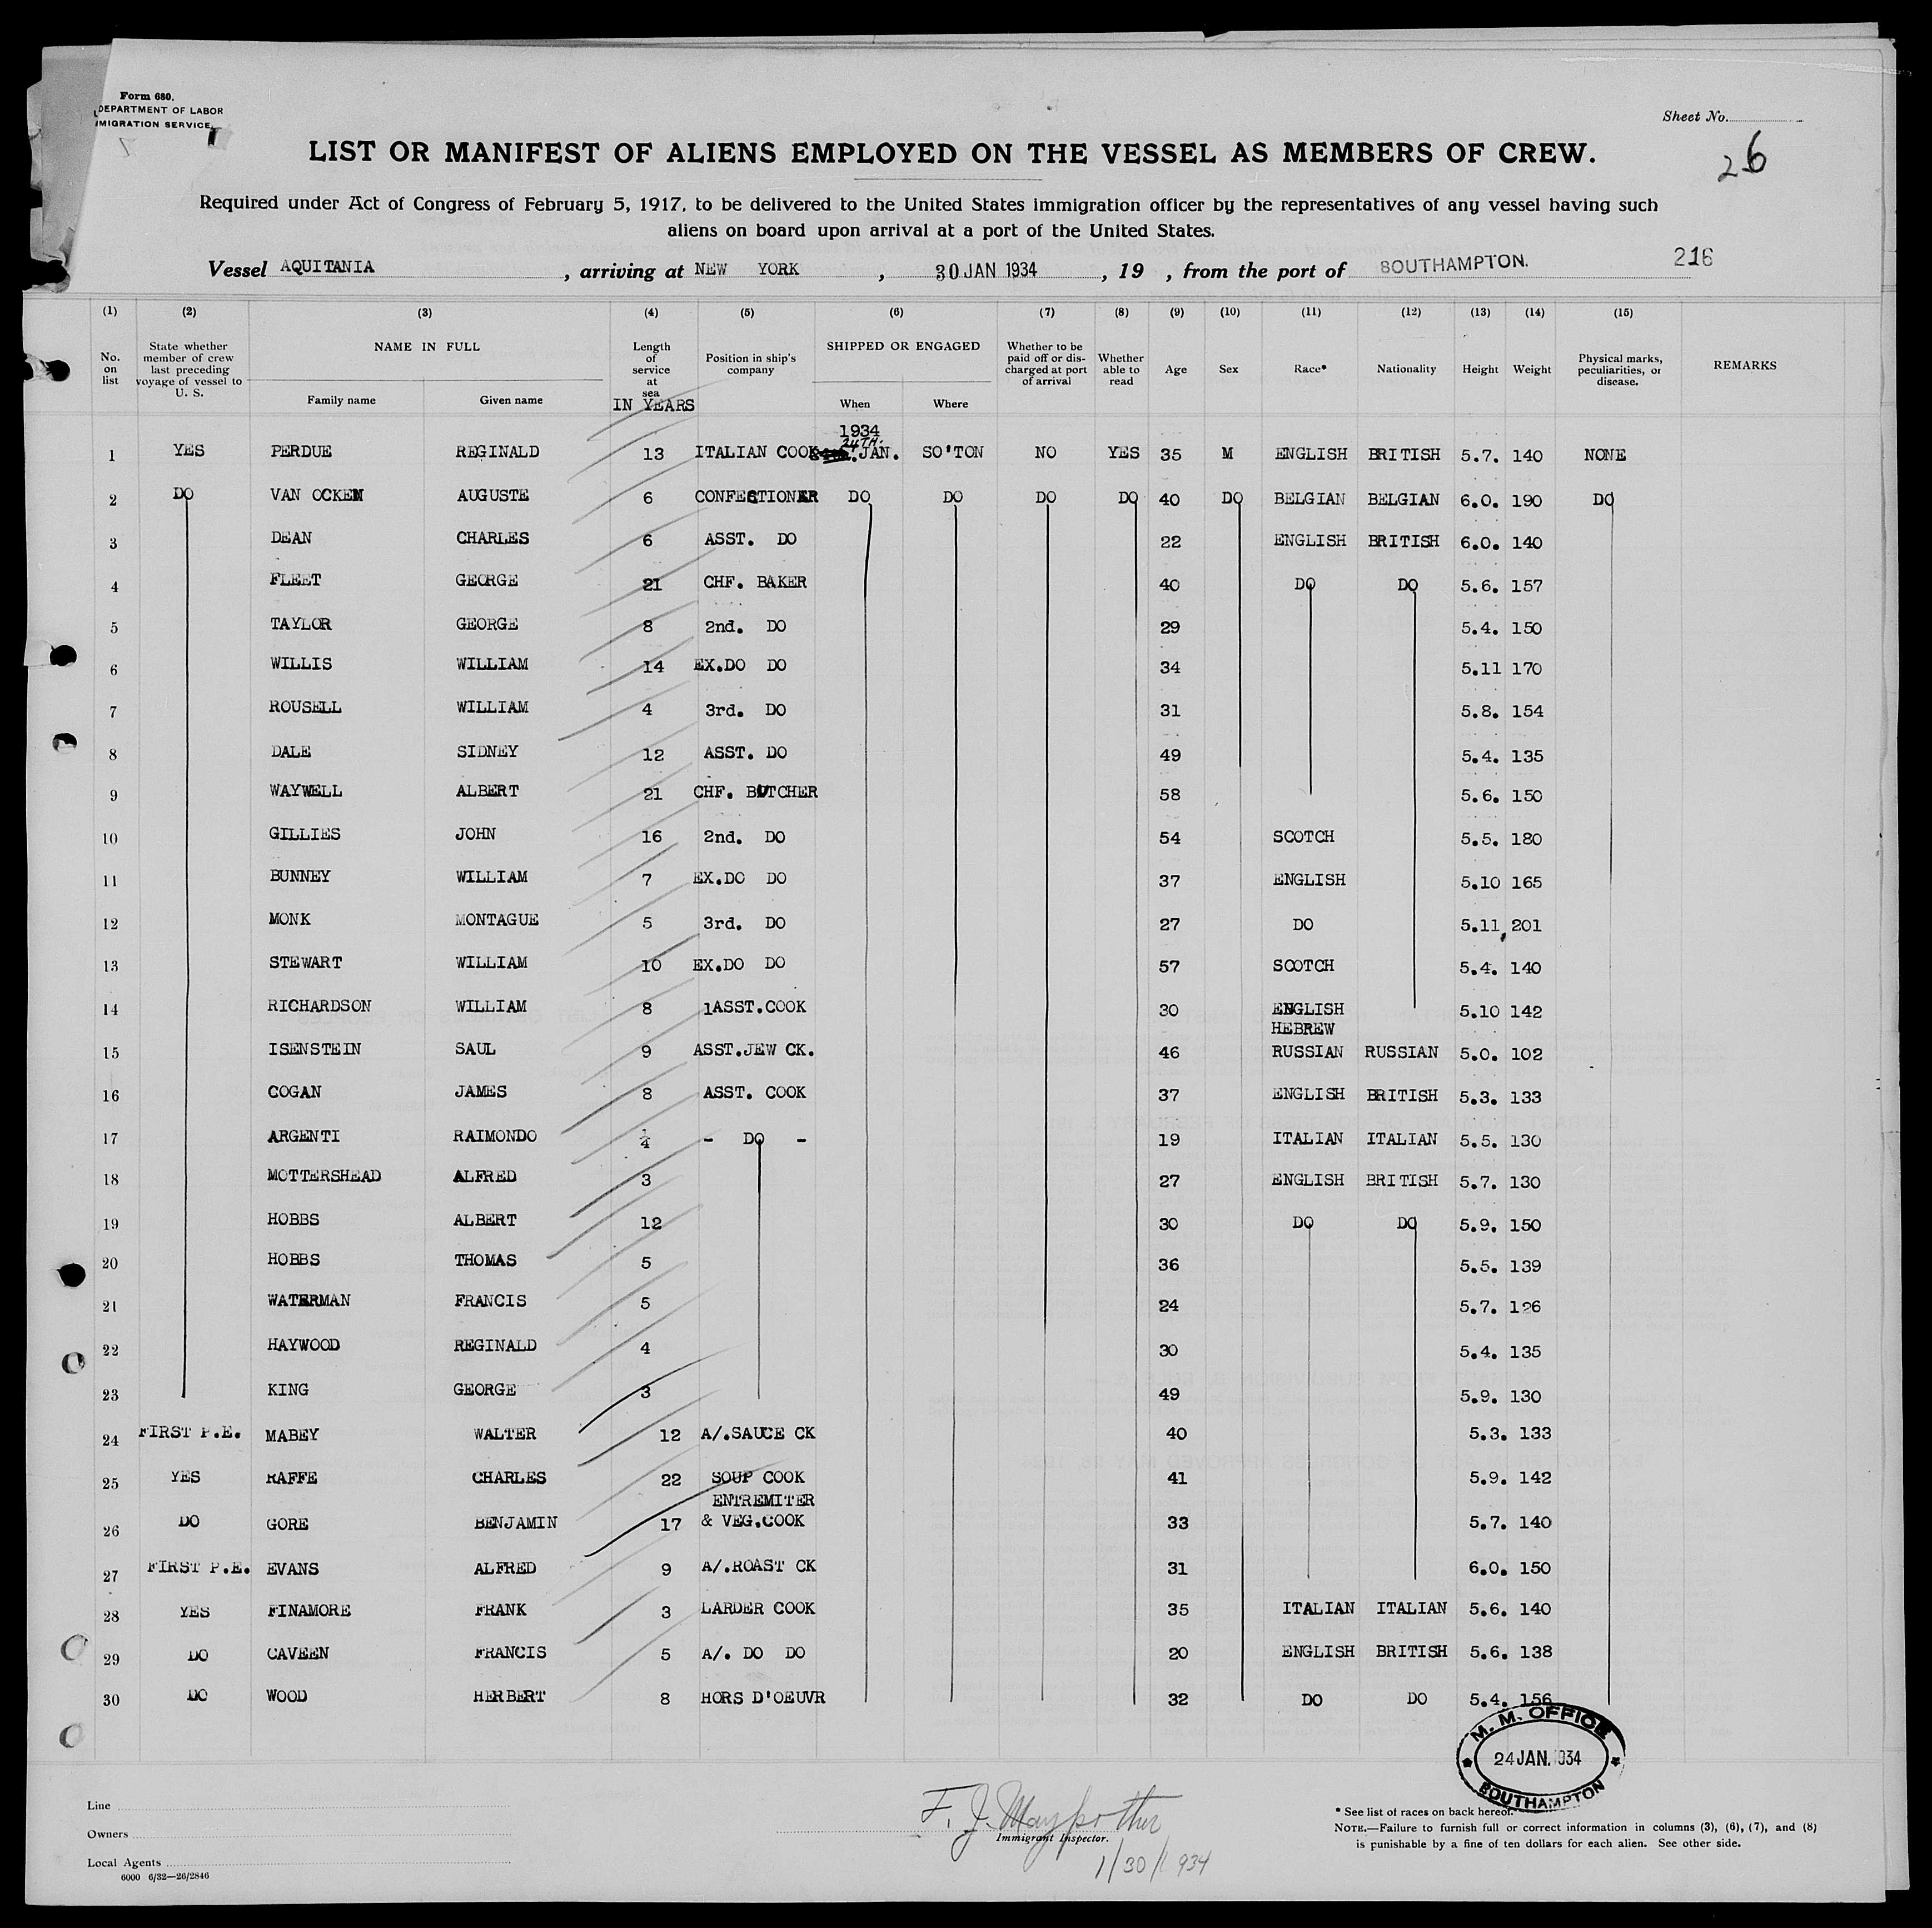 Form 680.
DEPARTMENT OF LABOR
IMIGRATION SERVICE
Sheet No.
LIST OR MANIFEST OF ALIENS EMPLOYED ON THE VESSEL AS MEMBERS OF CREW.
26
Required under Act of Congress of February 5, 1917, to be delivered to the United States immigration officer by the representatives of any vessel having such
aliens on board upon arrival at a port of the United States.
Vessel AQUITANIA , arriving at NEW YORK , 30 JAN 1934 , 19 , from the port of SOUTHAMPTON. 216
(1) (2) (3) (4) (5) (6) (7) (8) (9) (10) (11) (12) (13) (14) (15)
No. on list State whether member of crew last preceding voyage of vessel to U. S. NAME IN FULL Family name Given name Length of service at sea IN YEARS Position in ship's company SHIPPED OR ENGAGED When Where Whether to be paid off or discharged at port of arrival Whether able to read Age Sex Race* Nationality Height Weight Physical marks, peculiarities, or disease. REMARKS
1934
24TH.
1 YES PERDUE REGINALD 13 ITALIAN COOK JAN. SO'TON NO YES 35 M ENGLISH BRITISH 5.7. 140 NONE
2 DO VAN OCKEN AUGUSTE 6 CONFECTIONER DO DO DO DO 40 DO BELGIAN BELGIAN 6.0. 190 DO
3 DEAN CHARLES 6 ASST. DO 22 ENGLISH BRITISH 6.0. 140
4 FLEET GEORGE 21 CHF. BAKER 40 DO DO 5.6. 157
5 TAYLOR GEORGE 8 2nd. DO 29 5.4. 150
6 WILLIS WILLIAM 14 EX.DO DO 34 5.11 170
7 ROUSELL WILLIAM 4 3rd. DO 31 5.8. 154
8 DALE SIDNEY 12 ASST. DO 49 5.4. 135
9 WAYWELL ALBERT 21 CHF. BUTCHER 58 5.6. 150
10 GILLIES JOHN 16 2nd. DO 54 SCOTCH 5.5. 180
11 BUNNEY WILLIAM 7 EX.DO DO 37 ENGLISH 5.10 165
12 MONK MONTAGUE 5 3rd. DO 27 DO 5.11 201
13 STEWART WILLIAM 10 EX.DO DO 57 SCOTCH 5.4. 140
14 RICHARDSON WILLIAM 8 1ASST.COOK 30 ENGLISH 5.10 142
HEBREW
15 ISENSTEIN SAUL 9 ASST.JEW CK. 46 RUSSIAN RUSSIAN 5.0. 102
16 COGAN JAMES 8 ASST. COOK 37 ENGLISH BRITISH 5.3. 133
17 ARGENTI RAIMONDO ¼ - DO - 19 ITALIAN ITALIAN 5.5. 130
18 MOTTERSHEAD ALFRED 3 27 ENGLISH BRITISH 5.7. 130
19 HOBBS ALBERT 12 30 DO DO 5.9. 150
20 HOBBS THOMAS 5 36 5.5. 139
21 WATERMAN FRANCIS 5 24 5.7. 126
22 HAYWOOD REGINALD 4 30 5.4. 135
23 KING GEORGE 3 49 5.9. 130
24 FIRST P.E. MABEY WALTER 12 A/.SAUCE CK 40 5.3. 133
25 YES RAFFE CHARLES 22 SOUP COOK 41 5.9. 142
ENTREMITER
26 DO GORE BENJAMIN 17 & VEG.COOK 33 5.7. 140
27 FIRST P.E. EVANS ALFRED 9 A/.ROAST CK 31 6.0. 150
28 YES FINAMORE FRANK 3 LARDER COOK 35 ITALIAN ITALIAN 5.6. 140
29 DO CAVEEN FRANCIS 5 A/. DO DO 20 ENGLISH BRITISH 5.6. 138
30 DO WOOD HERBERT 8 HORS D'OEUVR 32 DO DO 5.4. 156
M. M. OFFICE
24 JAN. 1934
SOUTHAMPTON
Line
Owners
Local Agents
6000 6/32—26/2846
F. J. Maypother
Immigrant Inspector.
1/30/1934
* See list of races on back hereof.
NOTE.—Failure to furnish full or correct information in columns (3), (6), (7), and (8)
is punishable by a fine of ten dollars for each alien. See other side.